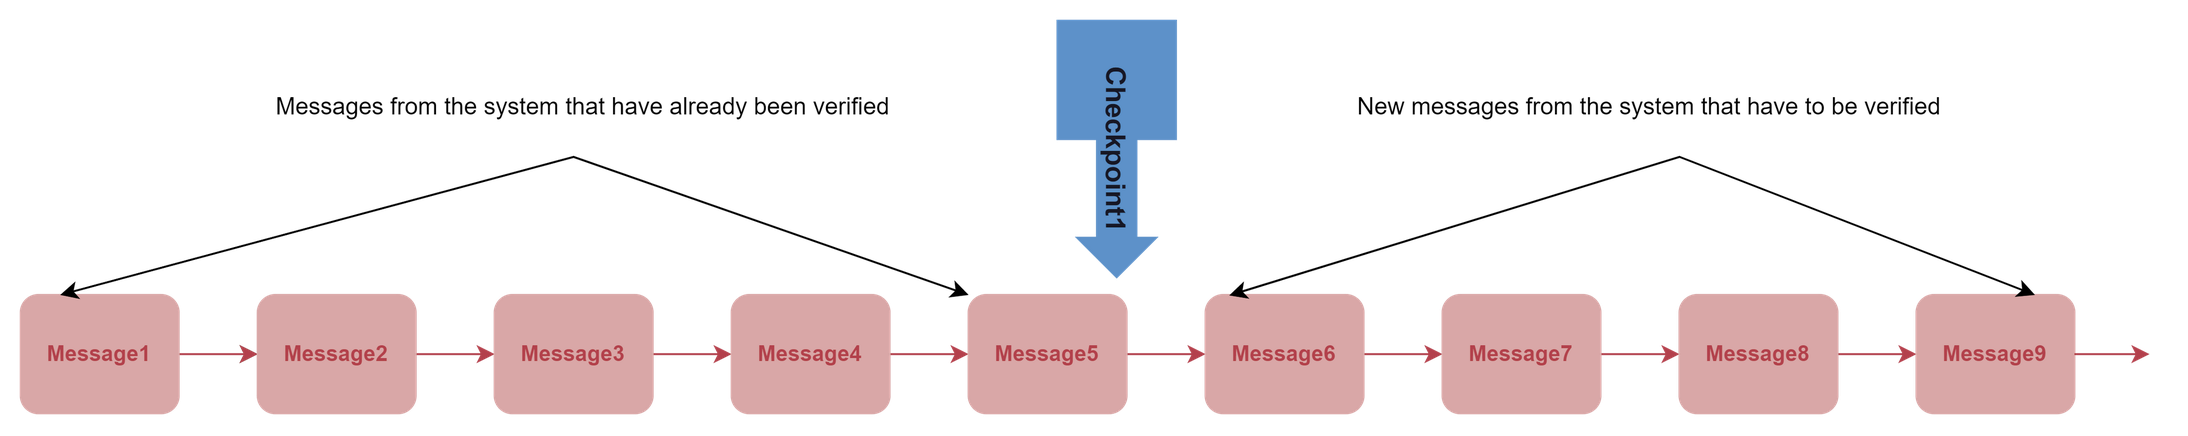 Checkpoint1
Messages from the system that have already been verified
New messages from the system that have to be verified
Message1
Message2
Message3
Message4
Message5
Message6
Message7
Message8
Message9